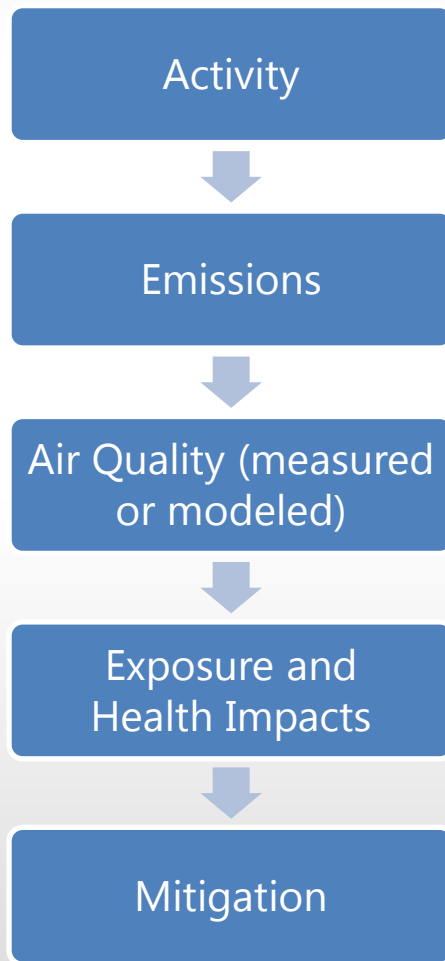 Activity
Emissions
Air Quality (measured
or modeled)
Exposure and
Health Impacts
Mitigation